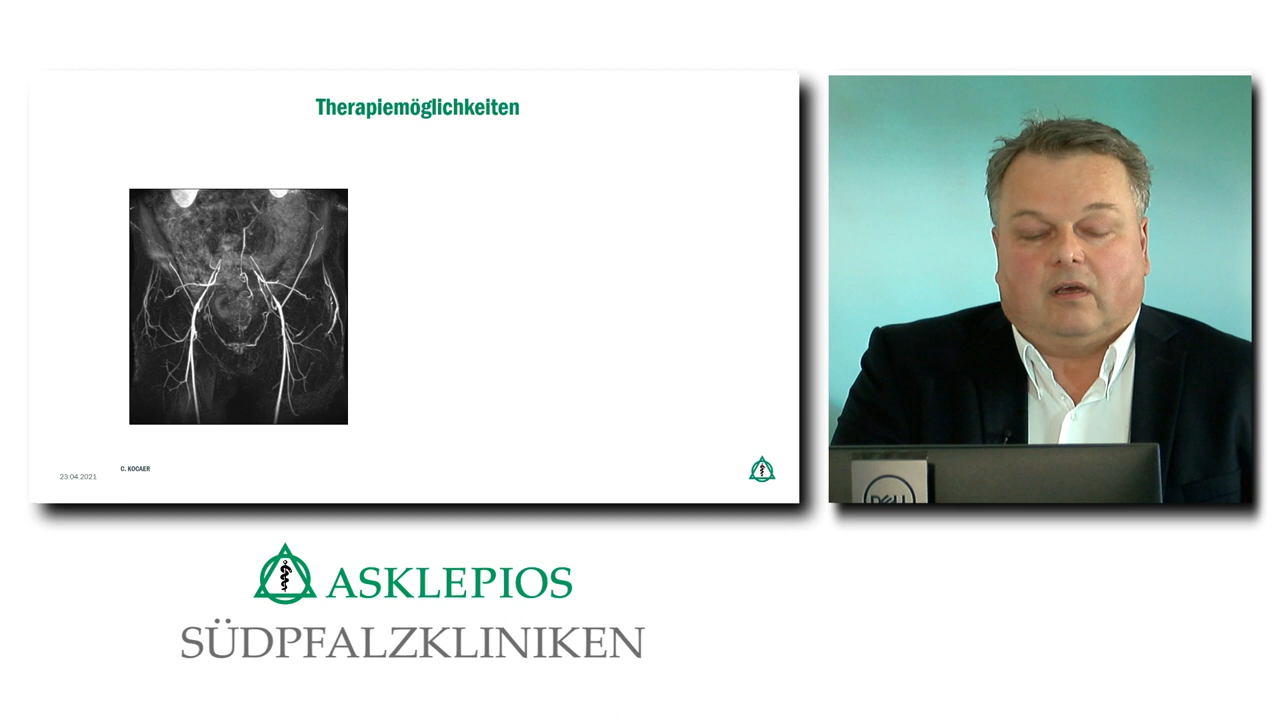 Therapiemöglichkeiten
23.04.2021
C. KOCAER
DELL
ASKLEPIOS
SÜDPFALZKLINIKEN